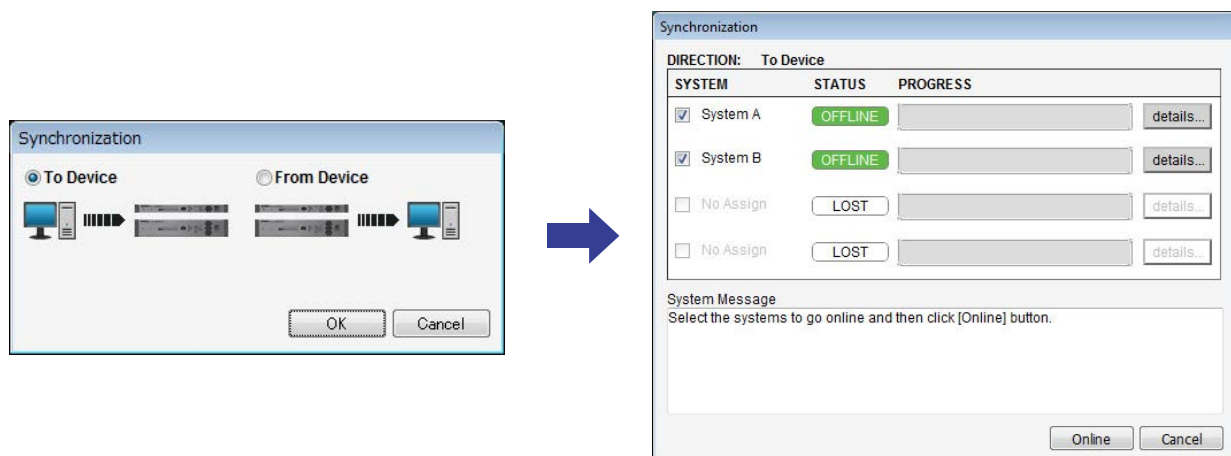 Synchronization
To Device From Device
OK Cancel
Synchronization
DIRECTION: To Device
SYSTEM STATUS PROGRESS
System A OFFLINE details...
System B OFFLINE details...
No Assign LOST details...
No Assign LOST details...
System Message
Select the systems to go online and then click [Online] button.
Online Cancel